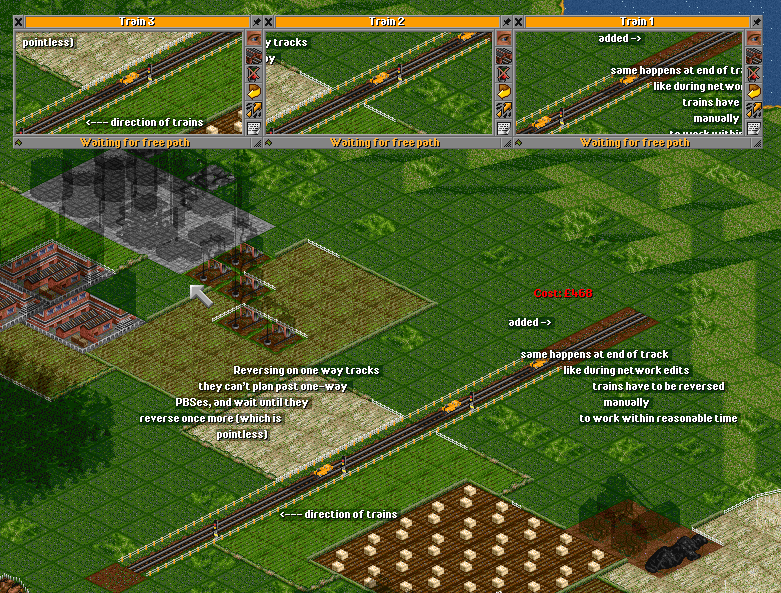 Train 3
pointless)
<--- direction of trains
Waiting for free path
Train 2
y tracks
Waiting for free path
Train 1
added ->
same happens at end of tra
like during netwo
trains have
manually
to work within
Waiting for free path
added ->
same happens at end of track
like during network edits
trains have to be reversed
manually
to work within reasonable time
Reversing on one way tracks
they can't plan past one-way
PBSes, and wait until they
reverse once more (which is
pointless)
<--- direction of trains